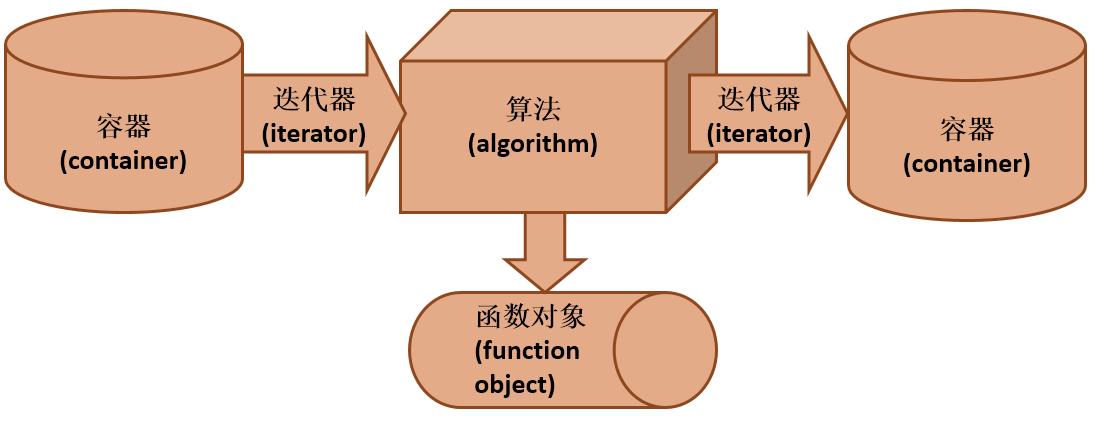 容器
(container)
迭代器
(iterator)
算法
(algorithm)
迭代器
(iterator)
容器
(container)
函数对象
(function
object)